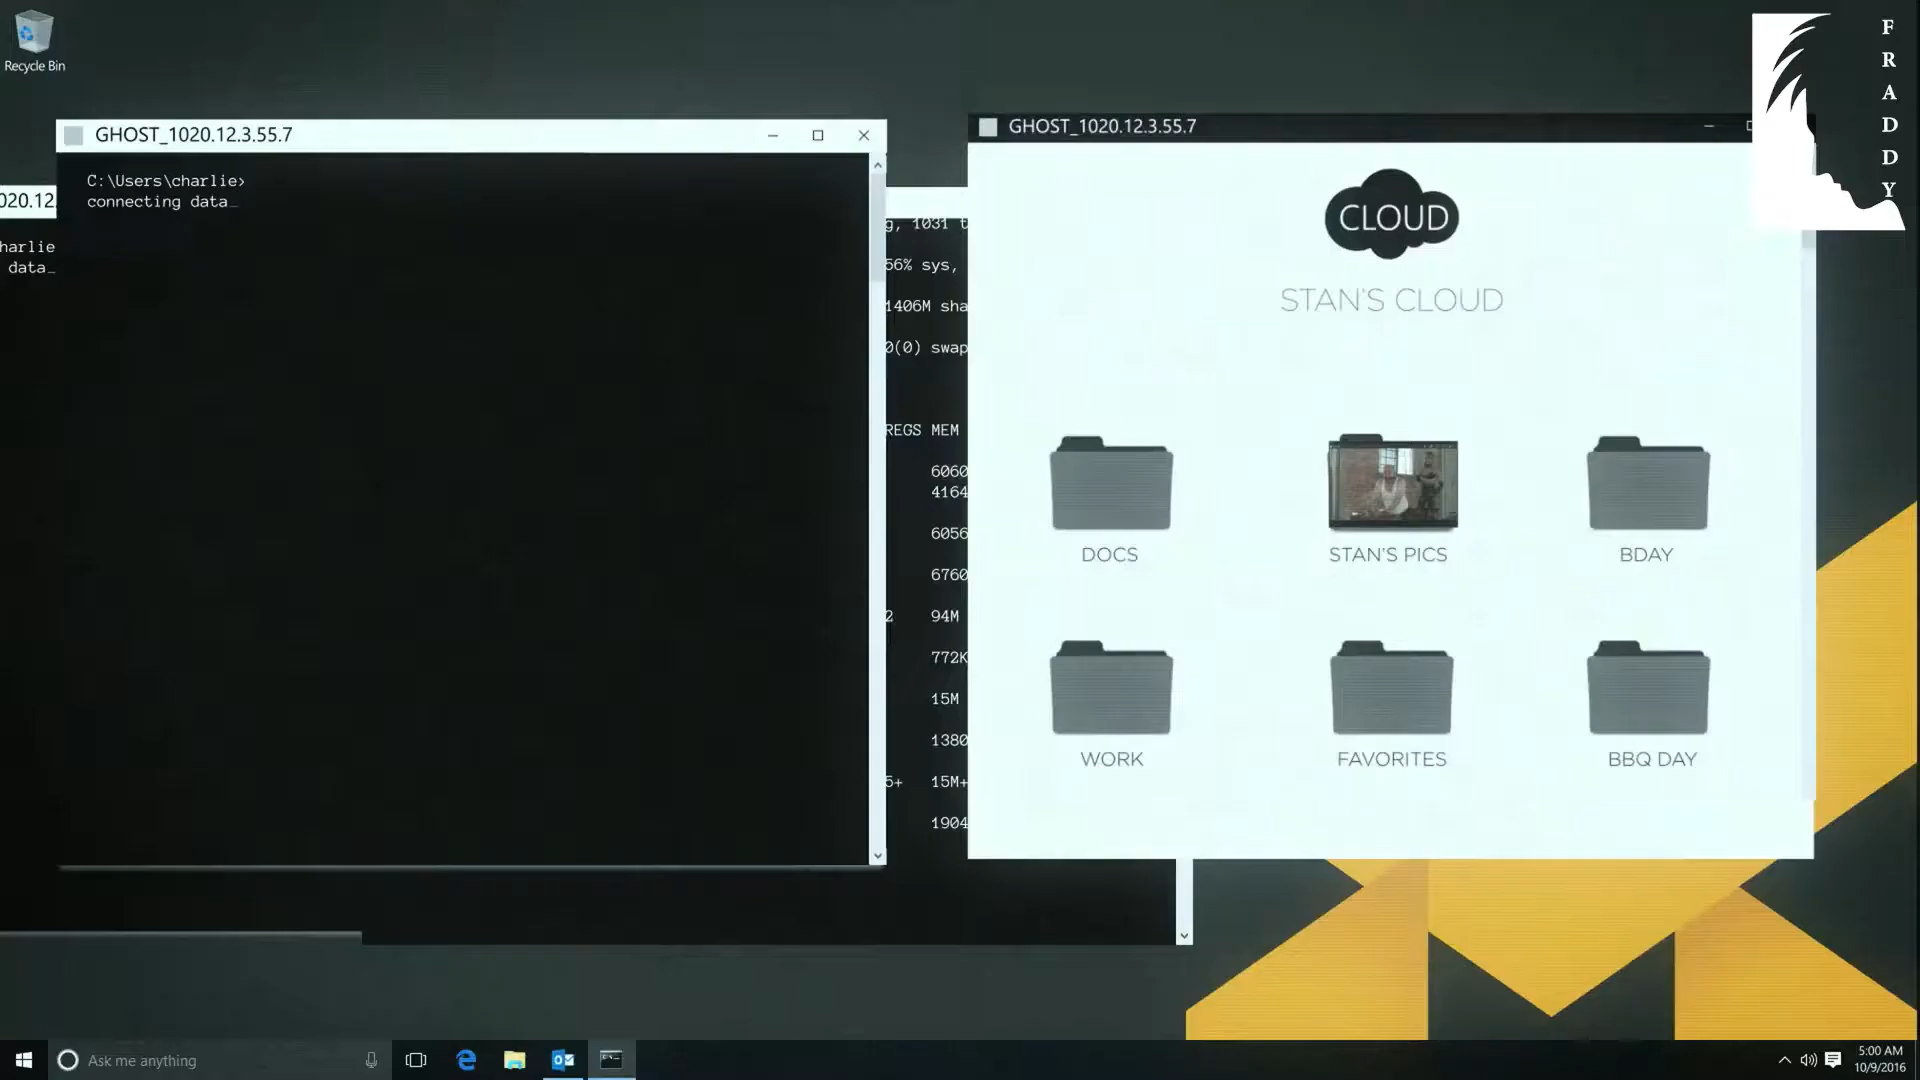 Recycle Bin
F
R
A
D
D
Y
GHOST_1020.12.3.55.7
C:\Users\charlie>
connecting data_
020.12.
harlie
data_
g, 1031 t
56% sys,
1406M sha
0(0) swap
REGS MEM
6060
4164
6056
6760
2 94M
772K
15M
1380
5+ 15M+
1904
GHOST_1020.12.3.55.7
CLOUD
STAN'S CLOUD
DOCS
STAN'S PICS
BDAY
WORK
FAVORITES
BBQ DAY
Ask me anything
5:00 AM
10/9/2016